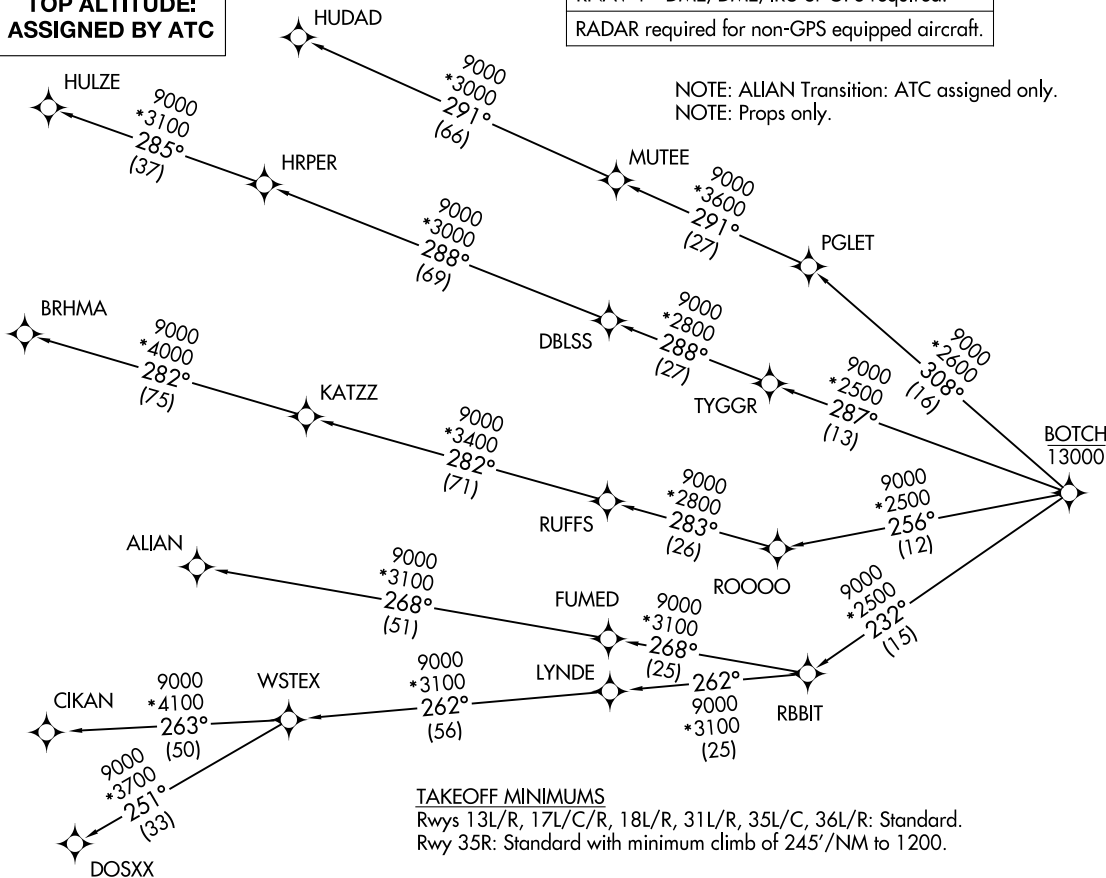 TOP ALTITUDE:
ASSIGNED BY ATC
RADAR required for non-GPS equipped aircraft.
NOTE: ALIAN Transition: ATC assigned only.
NOTE: Props only.
HUDAD
9000
*3000
291°
(66)
MUTEE
9000
*3600
291°
(27)
PGLET
9000
*2600
308°
(16)
HULZE
9000
*3100
285°
(37)
HRPER
9000
*3000
288°
(69)
DBLSS
9000
*2800
288°
(27)
TYGGR
9000
*2500
287°
(13)
BOTCH
13000
BRHMA
9000
*4000
282°
(75)
KATZZ
9000
*3400
282°
(71)
RUFFS
9000
*2800
283°
(26)
ROOOO
9000
*2500
256°
(12)
ALIAN
9000
*3100
268°
(51)
FUMED
9000
*3100
268°
(25)
9000
*2500
232°
(15)
RBBIT
CIKAN
9000
*4100
263°
(50)
WSTEX
9000
*3100
262°
(56)
LYNDE
262°
9000
*3100
(25)
9000
*3700
251°
(33)
DOSXX
TAKEOFF MINIMUMS
Rwys 13L/R, 17L/C/R, 18L/R, 31L/R, 35L/C, 36L/R: Standard.
Rwy 35R: Standard with minimum climb of 245'/NM to 1200.